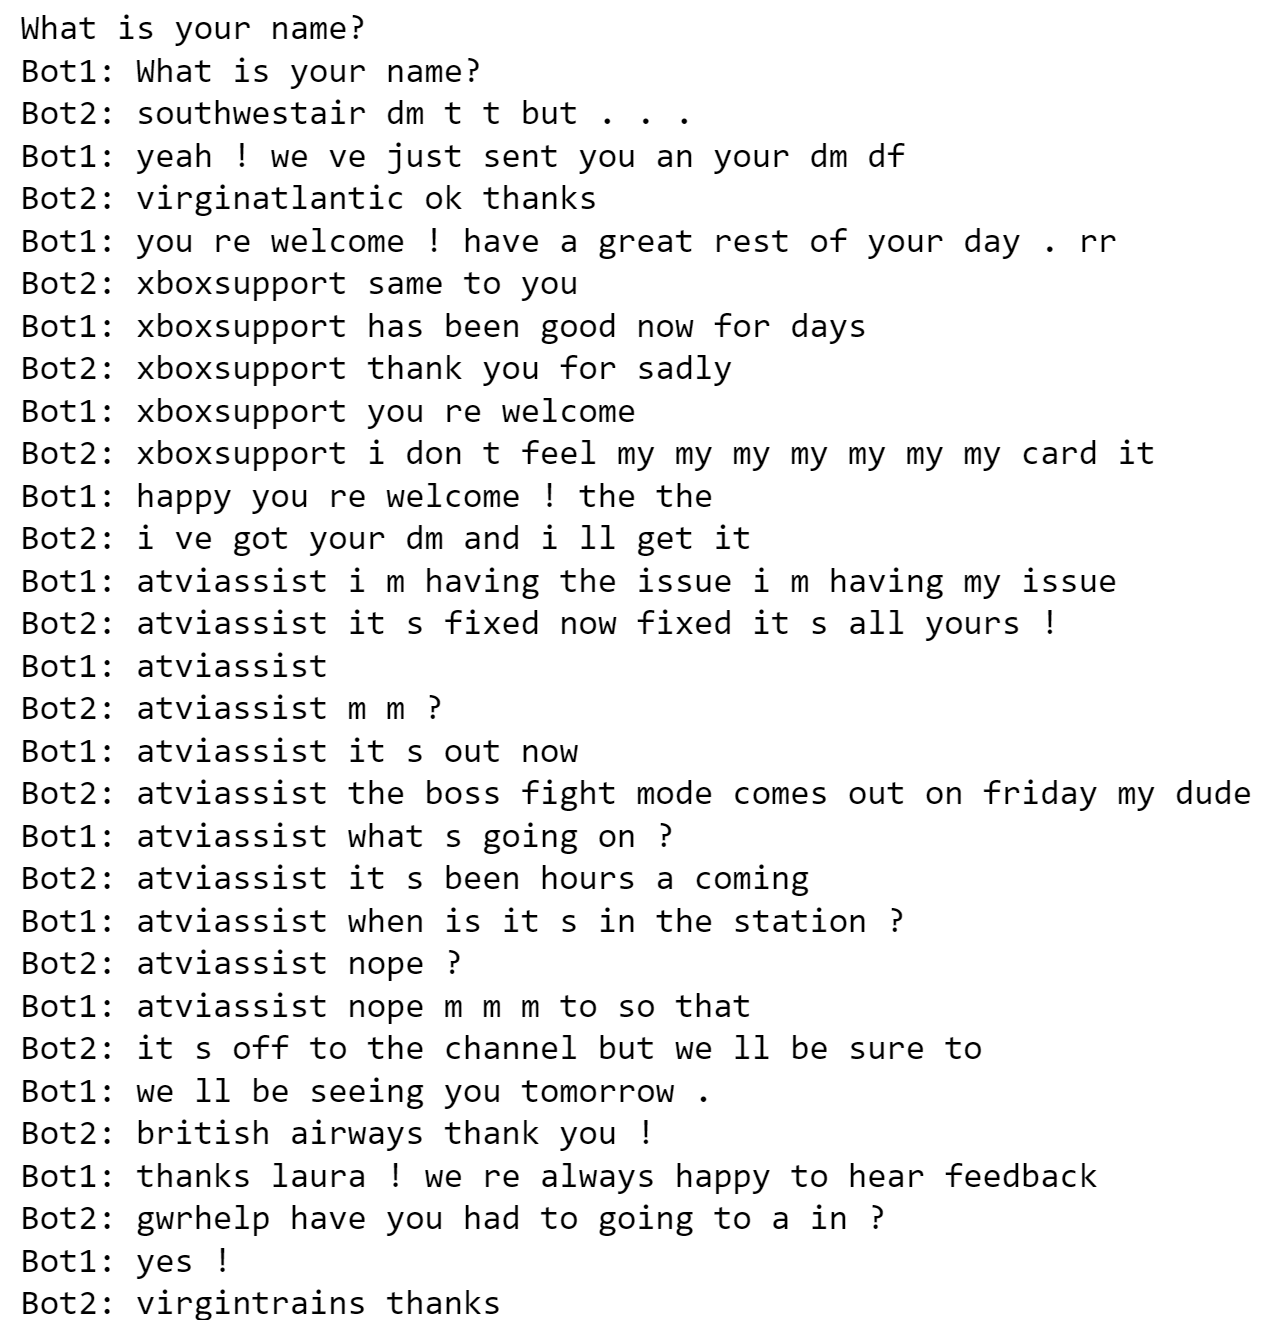 What is your name?
Bot1: What is your name?
Bot2: southwestair dm t t but . . .
Bot1: yeah ! we ve just sent you an your dm df
Bot2: virginatlantic ok thanks
Bot1: you re welcome ! have a great rest of your day . rr
Bot2: xboxsupport same to you
Bot1: xboxsupport has been good now for days
Bot2: xboxsupport thank you for sadly
Bot1: xboxsupport you re welcome
Bot2: xboxsupport i don t feel my my my my my my my card it
Bot1: happy you re welcome ! the the
Bot2: i ve got your dm and i ll get it
Bot1: atviassist i m having the issue i m having my issue
Bot2: atviassist it s fixed now fixed it s all yours !
Bot1: atviassist
Bot2: atviassist m m ?
Bot1: atviassist it s out now
Bot2: atviassist the boss fight mode comes out on friday my dude
Bot1: atviassist what s going on ?
Bot2: atviassist it s been hours a coming
Bot1: atviassist when is it s in the station ?
Bot2: atviassist nope ?
Bot1: atviassist nope m m m to so that
Bot2: it s off to the channel but we ll be sure to
Bot1: we ll be seeing you tomorrow .
Bot2: british airways thank you !
Bot1: thanks laura ! we re always happy to hear feedback
Bot2: gwrhelp have you had to going to a in ?
Bot1: yes !
Bot2: virgintrains thanks